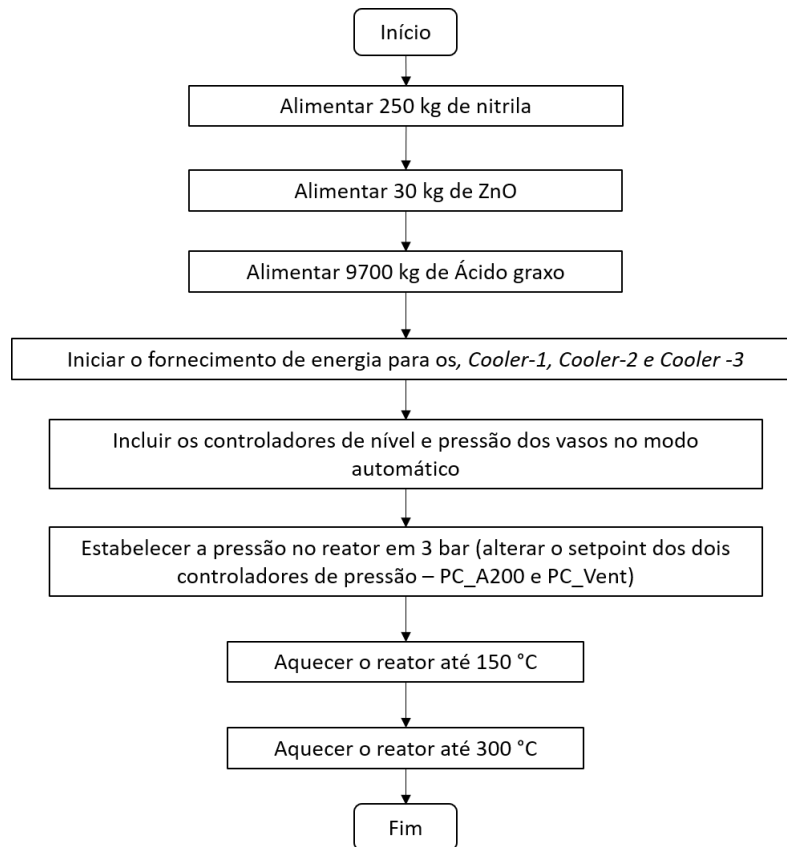 Início
Alimentar 250 kg de nitrila
Alimentar 30 kg de ZnO
Alimentar 9700 kg de Ácido graxo
Iniciar o fornecimento de energia para os, Cooler-1, Cooler-2 e Cooler -3
Incluir os controladores de nível e pressão dos vasos no modo
automático
Estabelecer a pressão no reator em 3 bar (alterar o setpoint dos dois
controladores de pressão – PC_A200 e PC_Vent)
Aquecer o reator até 150 °C
Aquecer o reator até 300 °C
Fim